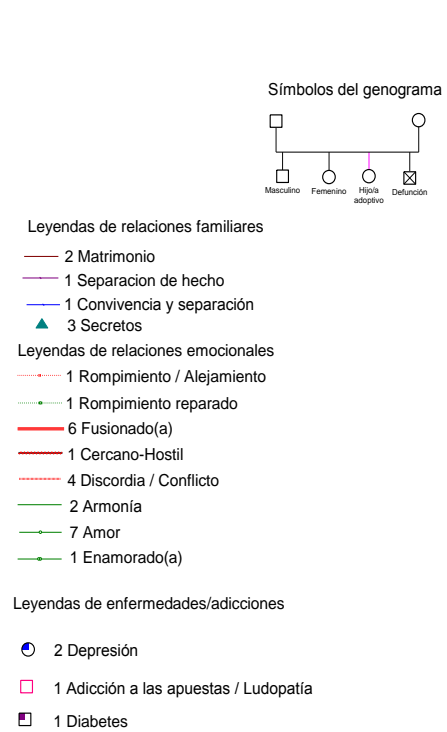 Símbolos del genograma
Masculino Femenino Hijo/a adoptivo Defunción
Leyendas de relaciones familiares
2 Matrimonio
1 Separacion de hecho
1 Convivencia y separación
3 Secretos
Leyendas de relaciones emocionales
1 Rompimiento / Alejamiento
1 Rompimiento reparado
6 Fusionado(a)
1 Cercano-Hostil
4 Discordia / Conflicto
2 Armonía
7 Amor
1 Enamorado(a)
Leyendas de enfermedades/adicciones
2 Depresión
1 Adicción a las apuestas / Ludopatía
1 Diabetes